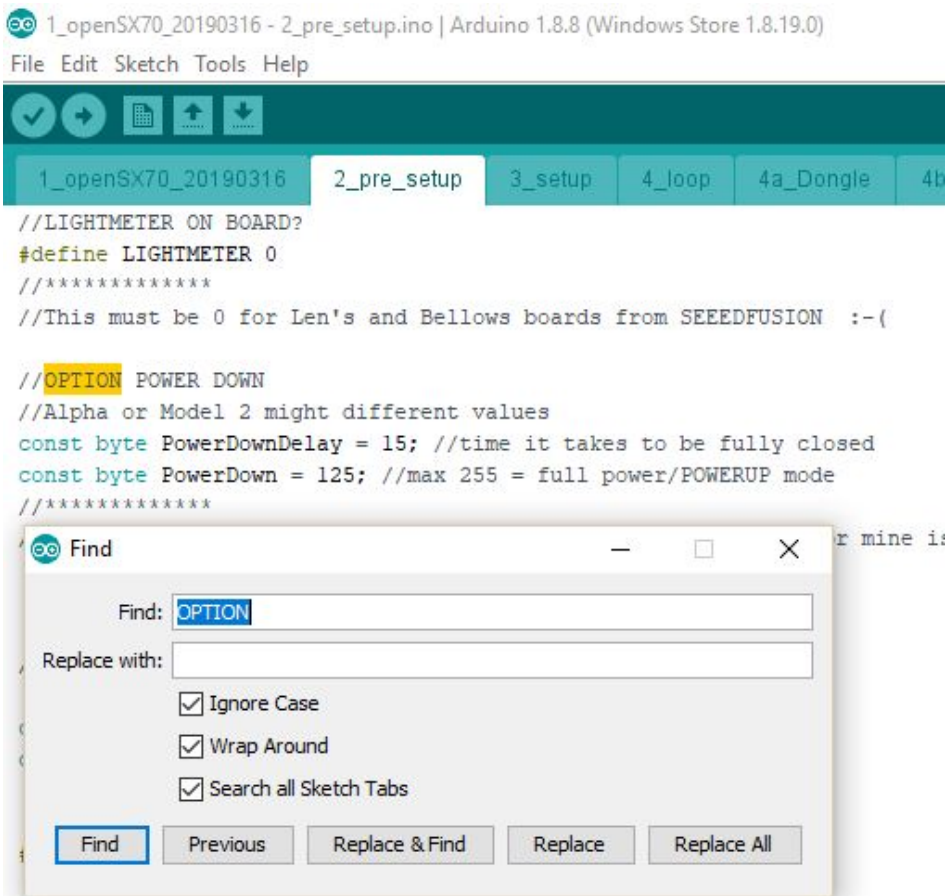 1_openSX70_20190316 - 2_pre_setup.ino | Arduino 1.8.8 (Windows Store 1.8.19.0)
File Edit Sketch Tools Help
1_openSX70_20190316 2_pre_setup 3_setup 4_loop 4a_Dongle 4b
//LIGHTMETER ON BOARD?
#define LIGHTMETER 0
//*************
//This must be 0 for Len's and Bellows boards from SEEEDFUSION :-(
//OPTION POWER DOWN
//Alpha or Model 2 might different values
const byte PowerDownDelay = 15; //time it takes to be fully closed
const byte PowerDown = 125; //max 255 = full power/POWERUP mode
//*************
r mine is
Find
Find: OPTION
Replace with:
Ignore Case
Wrap Around
Search all Sketch Tabs
Find Previous Replace & Find Replace Replace All